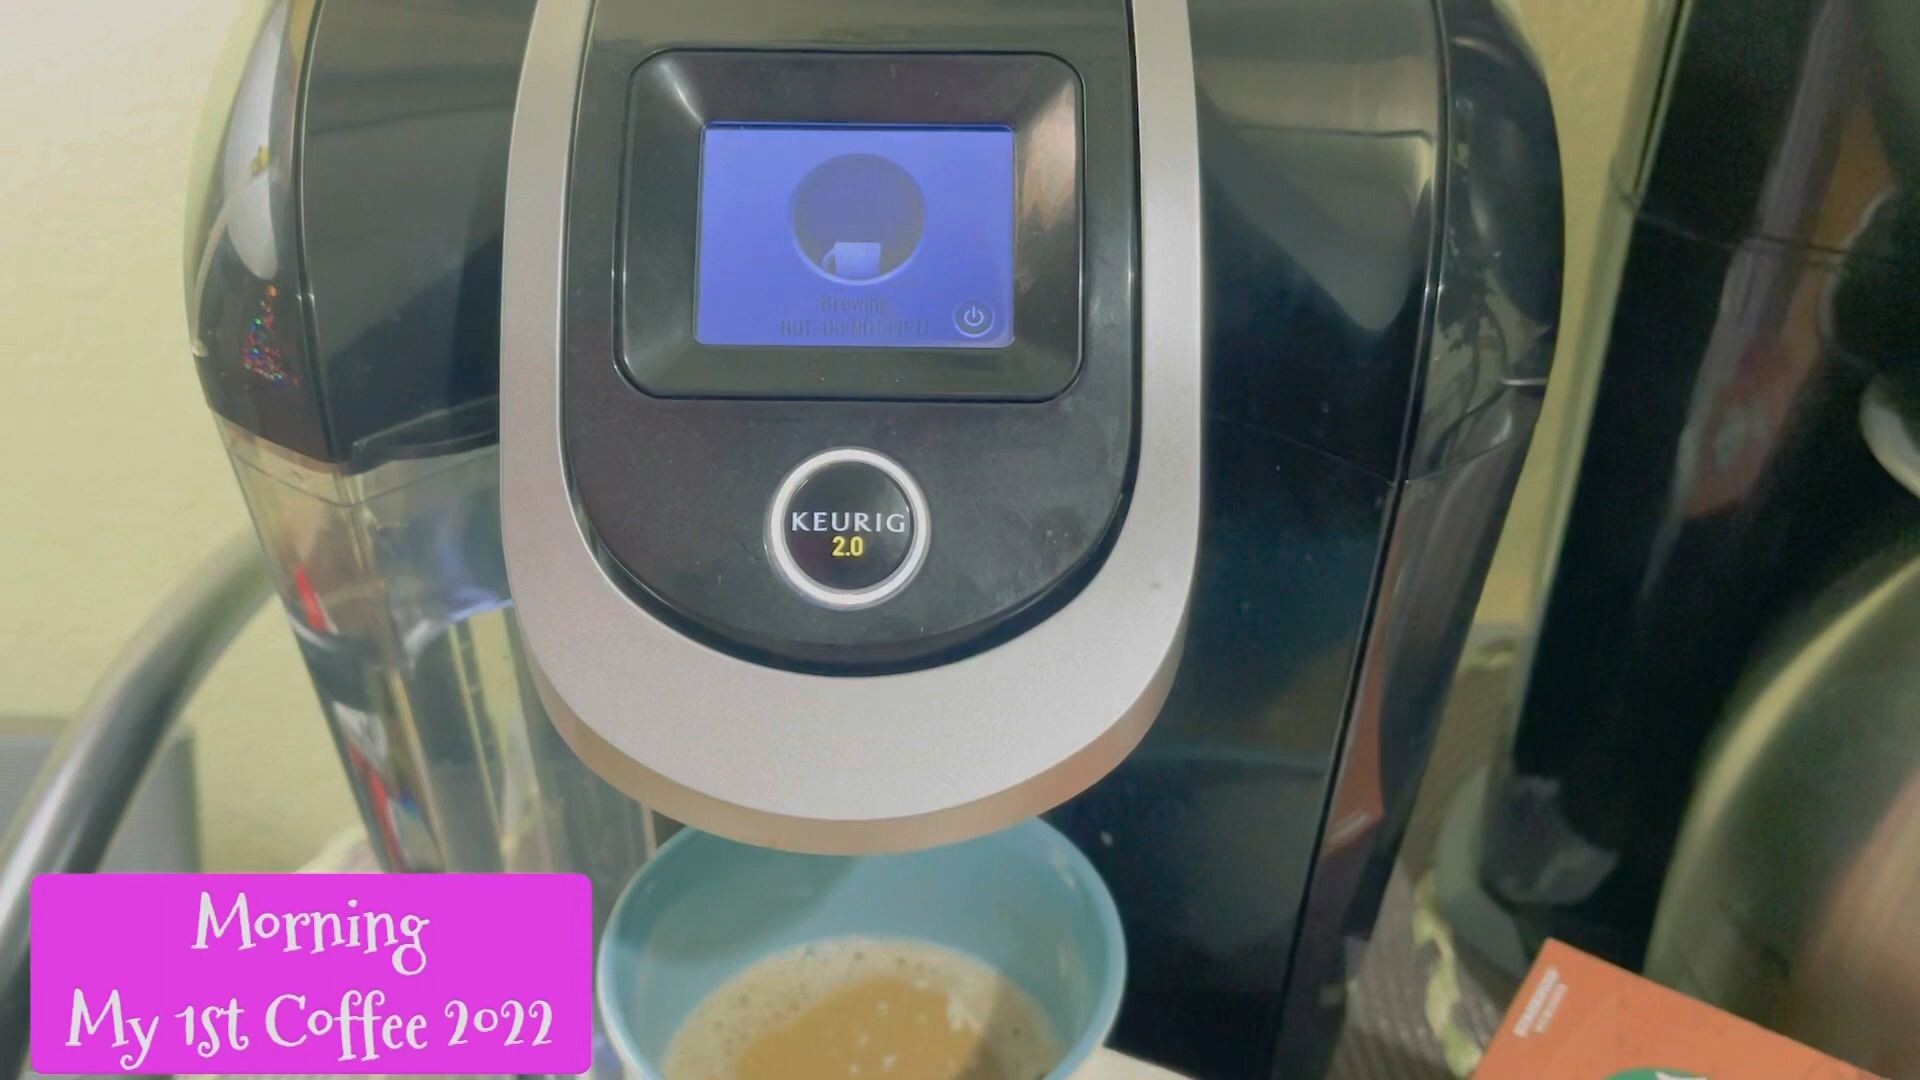 Brewing
HOT DO NOT LIFT!
KEURIG
2.0
Morning
My 1st Coffee 2022